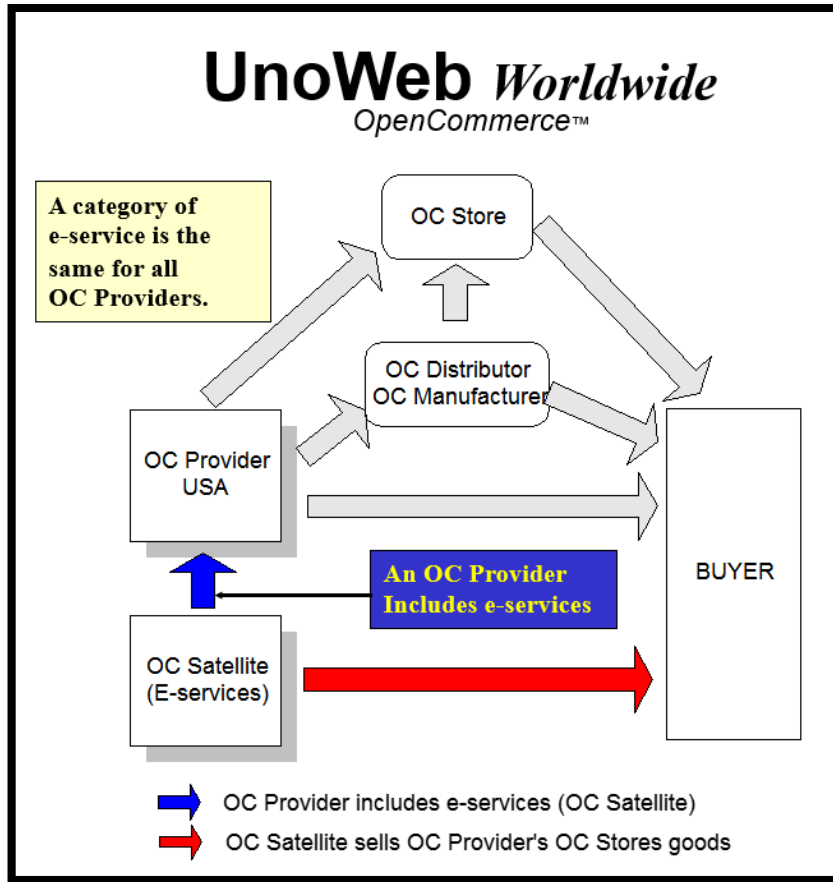 UnoWeb Worldwide
OpenCommerce™
A category of
e-service is the
same for all
OC Providers.
OC Store
OC Distributor
OC Manufacturer
OC Provider
USA
An OC Provider
Includes e-services
BUYER
OC Satellite
(E-services)
OC Provider includes e-services (OC Satellite)
OC Satellite sells OC Provider's OC Stores goods